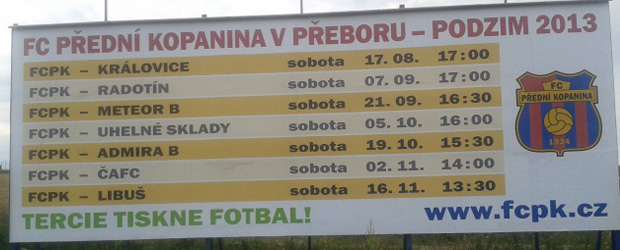 FC PŘEDNÍ KOPANINA V PŘEBORU – PODZIM 2013
FCPK – KRÁLOVICE sobota 17.08. 17:00
FCPK – RADOTÍN sobota 07.09. 17:00
FCPK – METEOR B sobota 21.09. 16:30
FCPK – UHELNÉ SKLADY sobota 05.10. 16:00
FCPK – ADMIRA B sobota 19.10. 15:30
FCPK – ČAFC sobota 02.11. 14:00
FCPK – LIBUŠ sobota 16.11. 13:30
FC
PŘEDNÍ KOPANINA
1934
TERCIE TISKNE FOTBAL!
www.fcpk.cz